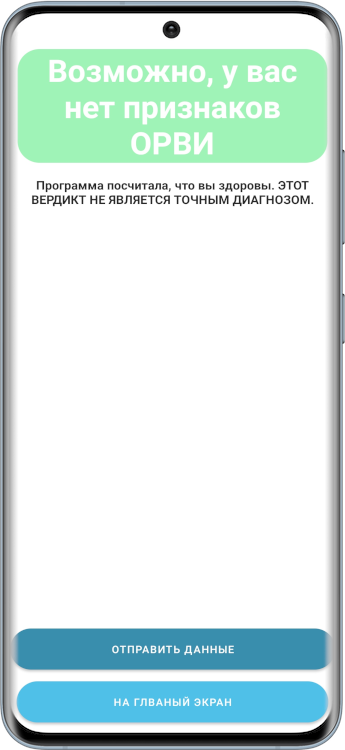 Возможно, у вас
нет признаков
ОРВИ
Программа посчитала, что вы здоровы. ЭТОТ
ВЕРДИКТ НЕ ЯВЛЯЕТСЯ ТОЧНЫМ ДИАГНОЗОМ.
ОТПРАВИТЬ ДАННЫЕ
НА ГЛВАНЫЙ ЭКРАН